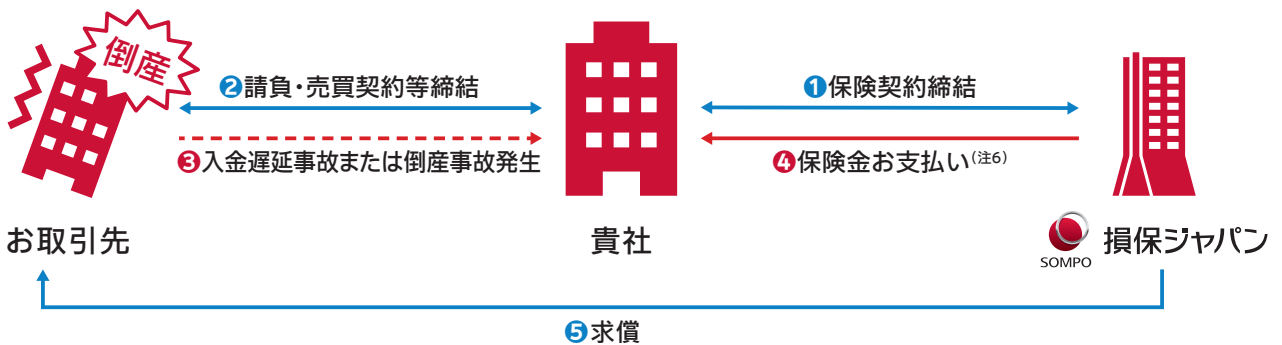 倒産
❷請負・売買契約等締結
❶保険契約締結
❸入金遅延事故または倒産事故発生
❹保険金お支払い(注6)
お取引先
貴社
SOMPO
損保ジャパン
❺求償